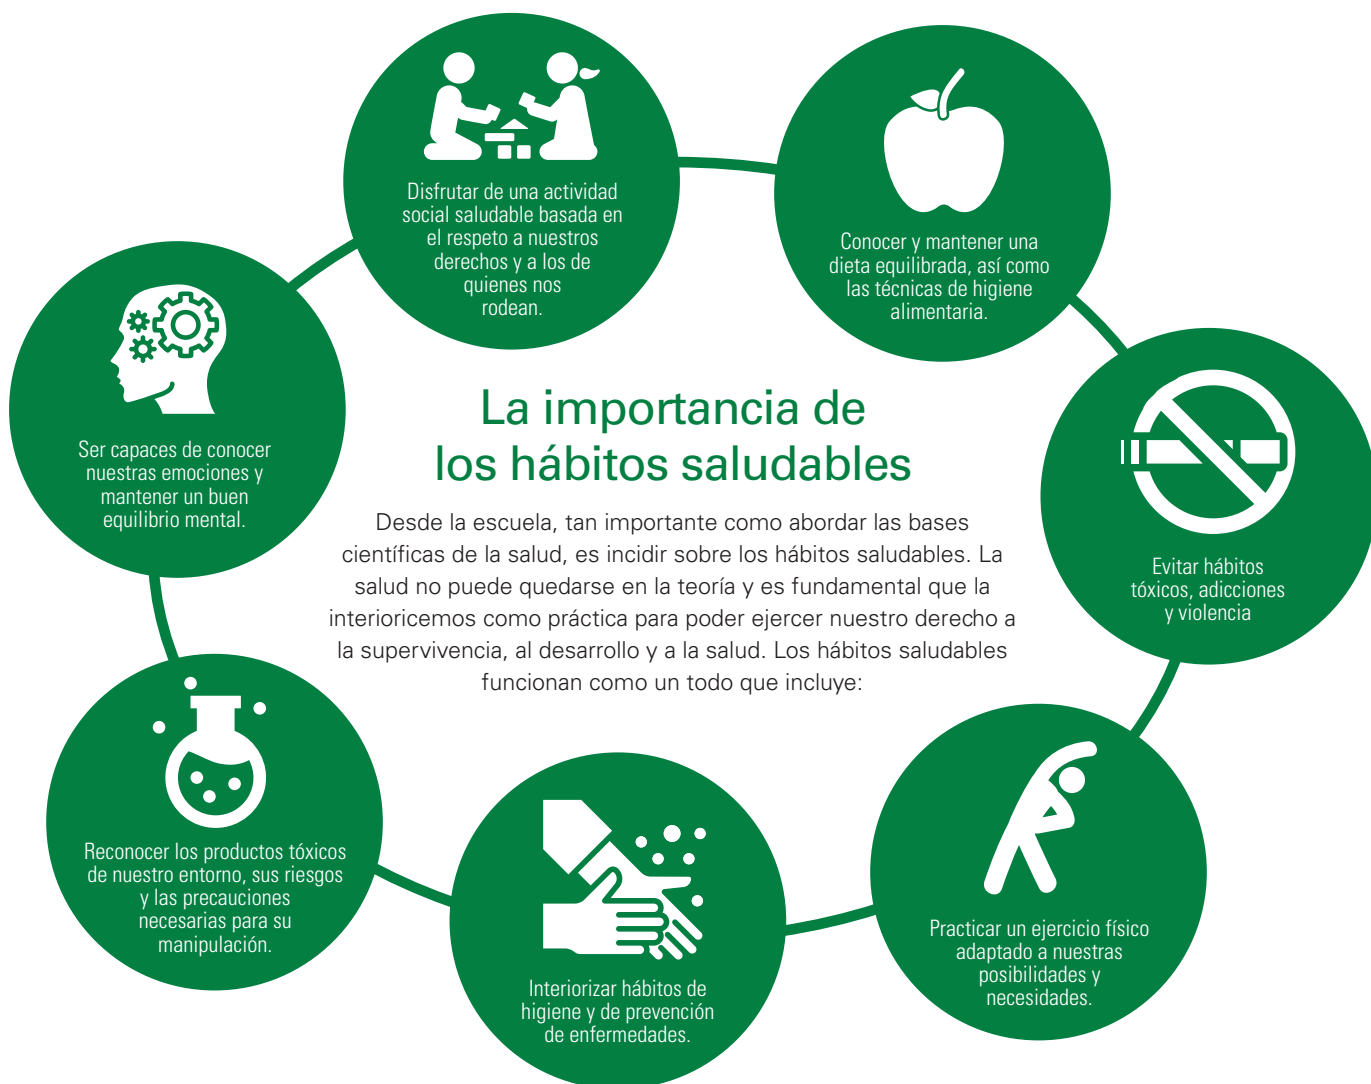 La importancia de
los hábitos saludables
Desde la escuela, tan importante como abordar las bases
científicas de la salud, es incidir sobre los hábitos saludables. La
salud no puede quedarse en la teoría y es fundamental que la
interioricemos como práctica para poder ejercer nuestro derecho a
la supervivencia, al desarrollo y a la salud. Los hábitos saludables
funcionan como un todo que incluye:
Disfrutar de una actividad
social saludable basada en
el respeto a nuestros
derechos y a los de
quienes nos
rodean.
Conocer y mantener una
dieta equilibrada, así como
las técnicas de higiene
alimentaria.
Evitar hábitos
tóxicos, adicciones
y violencia
Practicar un ejercicio físico
adaptado a nuestras
posibilidades y
necesidades.
Interiorizar hábitos de
higiene y de prevención
de enfermedades.
Reconocer los productos tóxicos
de nuestro entorno, sus riesgos
y las precauciones
necesarias para su
manipulación.
Ser capaces de conocer
nuestras emociones y
mantener un buen
equilibrio mental.